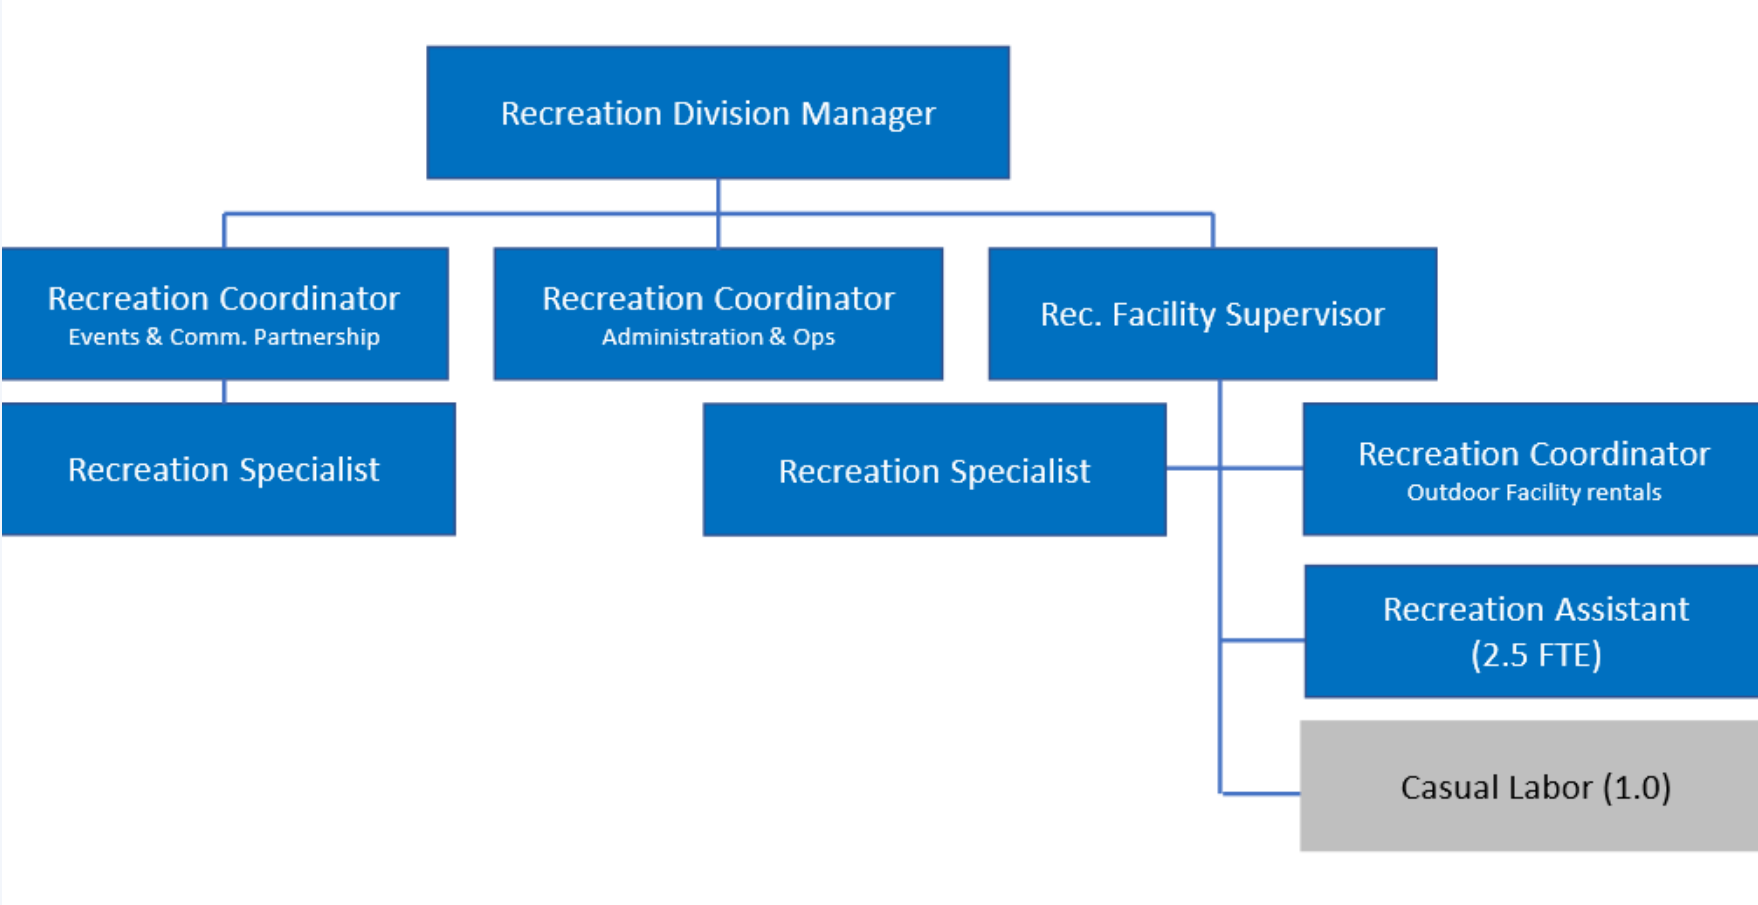 Recreation Division Manager
Recreation Coordinator
Events & Comm. Partnership
Recreation Coordinator
Administration & Ops
Rec. Facility Supervisor
Recreation Specialist
Recreation Specialist
Recreation Coordinator
Outdoor Facility rentals
Recreation Assistant
(2.5 FTE)
Casual Labor (1.0)